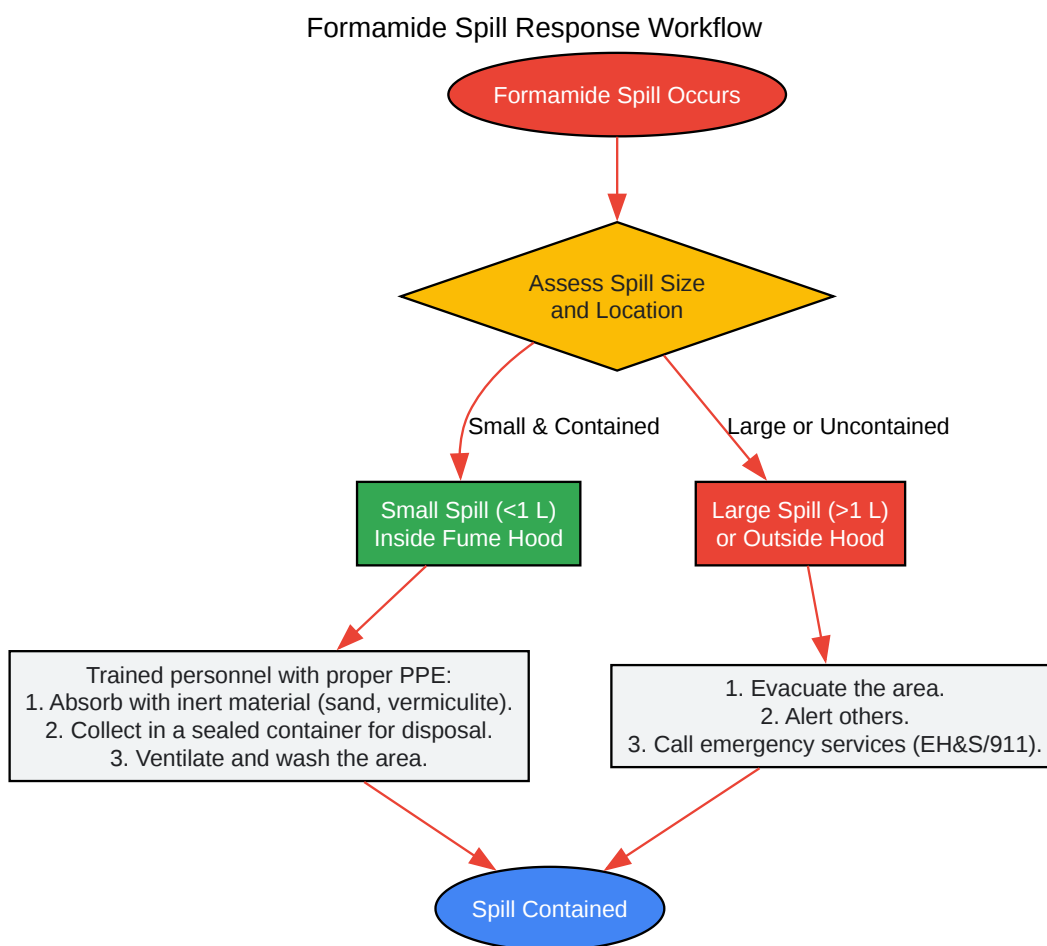 Formamide Spill Response Workflow
Formamide Spill Occurs
Assess Spill Size
and Location
Small & Contained
Large or Uncontained
Small Spill (<1 L)
Inside Fume Hood
Large Spill (>1 L)
or Outside Hood
Trained personnel with proper PPE:
1. Absorb with inert material (sand, vermiculite).
2. Collect in a sealed container for disposal.
3. Ventilate and wash the area.
1. Evacuate the area.
2. Alert others.
3. Call emergency services (EH&S/911).
Spill Contained